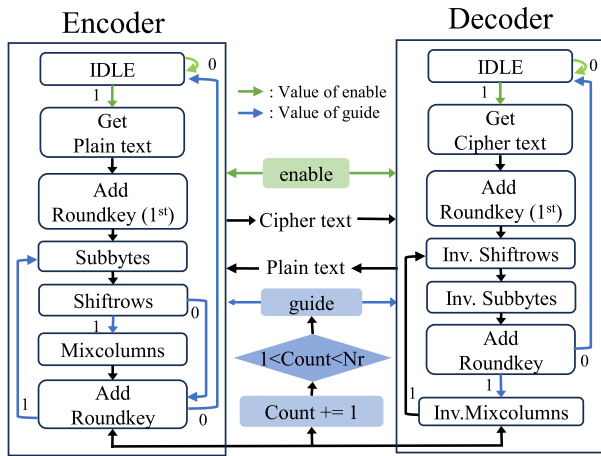 Encoder
IDLE
0
1
Get
Plain text
Add
Roundkey (1st)
Subbytes
Shiftrows
0
1
Mixcolumns
Add
Roundkey
1
0
: Value of enable
: Value of guide
enable
Cipher text
Plain text
guide
1<Count<Nr
Count += 1
Decoder
IDLE
0
1
Get
Cipher text
Add
Roundkey (1st)
Inv. Shiftrows
Inv. Subbytes
Add
Roundkey
0
1
1
Inv.Mixcolumns